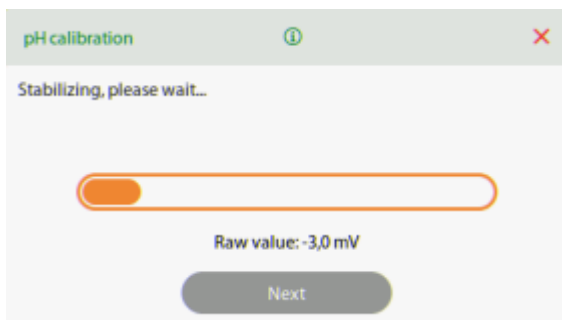 pH calibration
Stabilizing, please wait...
Raw value: -3,0 mV
Next